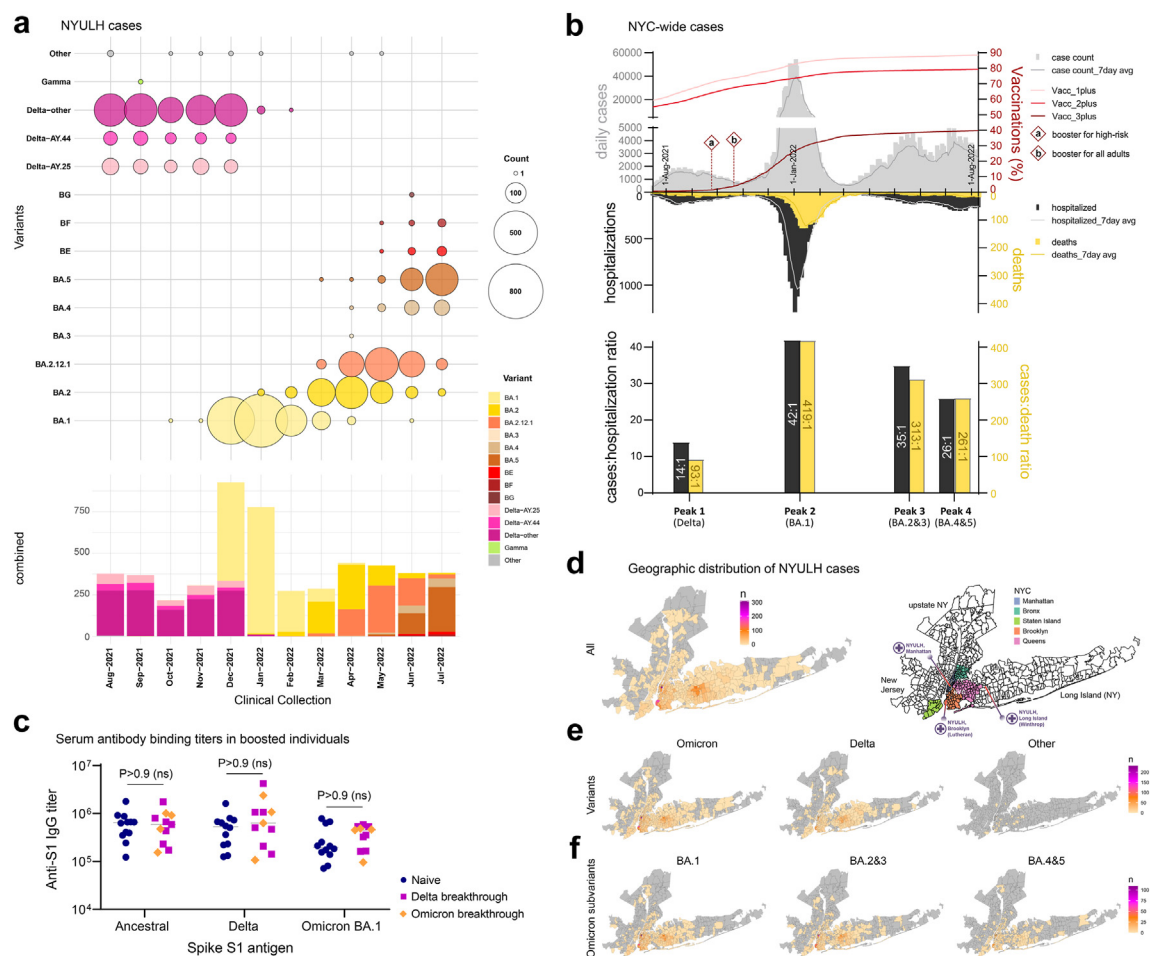 a
NYULH cases
Other
Gamma
Delta-other
Delta-AY.44
Delta-AY.25
BG
BF
BE
BA.5
BA.4
BA.3
BA.2.12.1
BA.2
BA.1
Variants
Count
1
100
500
800
Variant
BA.1
BA.2
BA.2.12.1
BA.3
BA.4
BA.5
BE
BF
BG
Delta-AY.25
Delta-AY.44
Delta-other
Gamma
Other
combined
750
500
250
0
Aug-2021
Sep-2021
Oct-2021
Nov-2021
Dec-2021
Jan-2022
Feb-2022
Mar-2022
Apr-2022
May-2022
Jun-2022
Jul-2022
Clinical Collection
b
NYC-wide cases
daily cases
60000
40000
20000
5000
4000
3000
2000
1000
0
1-Aug-2021
1-Jan-2022
1-Aug-2022
a
b
90
80
70
60
50
40
30
20
10
0
Vaccinations (%)
case count
case count_7day avg
Vacc_1plus
Vacc_2plus
Vacc_3plus
a booster for high-risk
b booster for all adults
hospitalizations
500
1000
0
100
200
300
400
deaths
hospitalized
hospitalized_7day avg
deaths
deaths_7day avg
cases:hospitalization ratio
40
30
20
10
0
14:1
93:1
42:1
419:1
35:1
313:1
26:1
261:1
400
300
200
100
0
cases:death ratio
Peak 1
(Delta)
Peak 2
(BA.1)
Peak 3
(BA.2&3)
Peak 4
(BA.4&5)
c
Serum antibody binding titers in boosted individuals
P>0.9 (ns)
P>0.9 (ns)
P>0.9 (ns)
Anti-S1 IgG titer
10⁷
10⁶
10⁵
10⁴
Ancestral
Delta
Omicron BA.1
Spike S1 antigen
Naive
Delta breakthrough
Omicron breakthrough
d
Geographic distribution of NYULH cases
All
n
300
200
100
0
upstate NY
New
Jersey
Long Island (NY)
NYULH,
Manhattan
NYULH,
Brooklyn
(Lutheran)
NYULH,
Long Island
(Winthrop)
NYC
Manhattan
Bronx
Staten Island
Brooklyn
Queens
e
Variants
Omicron
Delta
Other
n
200
150
100
50
0
f
Omicron subvariants
BA.1
BA.2&3
BA.4&5
n
100
75
50
25
0